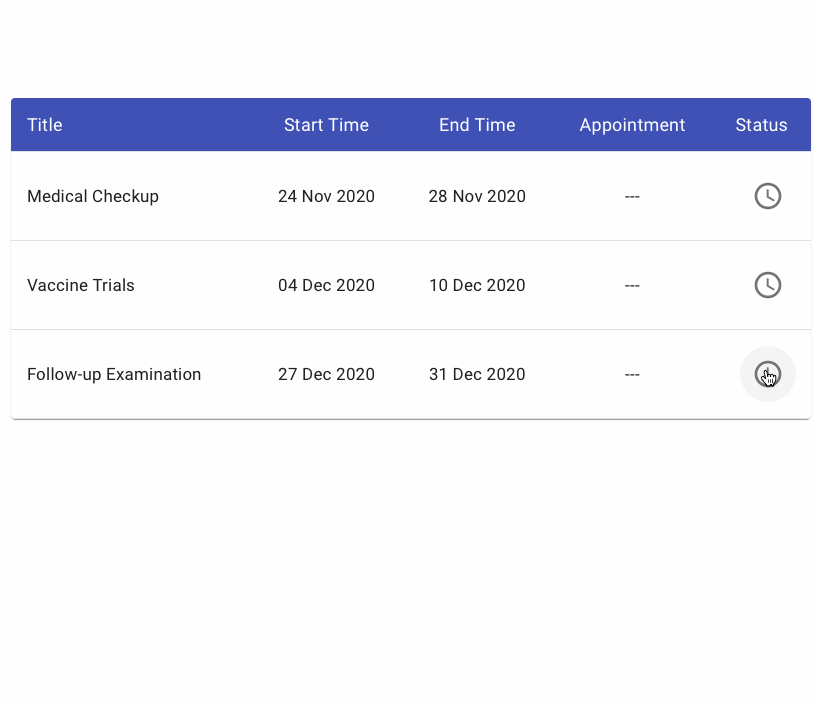 Title Start Time End Time Appointment Status
Medical Checkup 24 Nov 2020 28 Nov 2020 ---
Vaccine Trials 04 Dec 2020 10 Dec 2020 ---
Follow-up Examination 27 Dec 2020 31 Dec 2020 ---